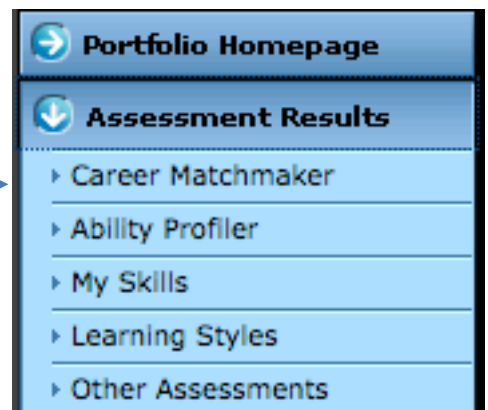 Portfolio Homepage
Assessment Results
Career Matchmaker
Ability Profiler
My Skills
Learning Styles
Other Assessments